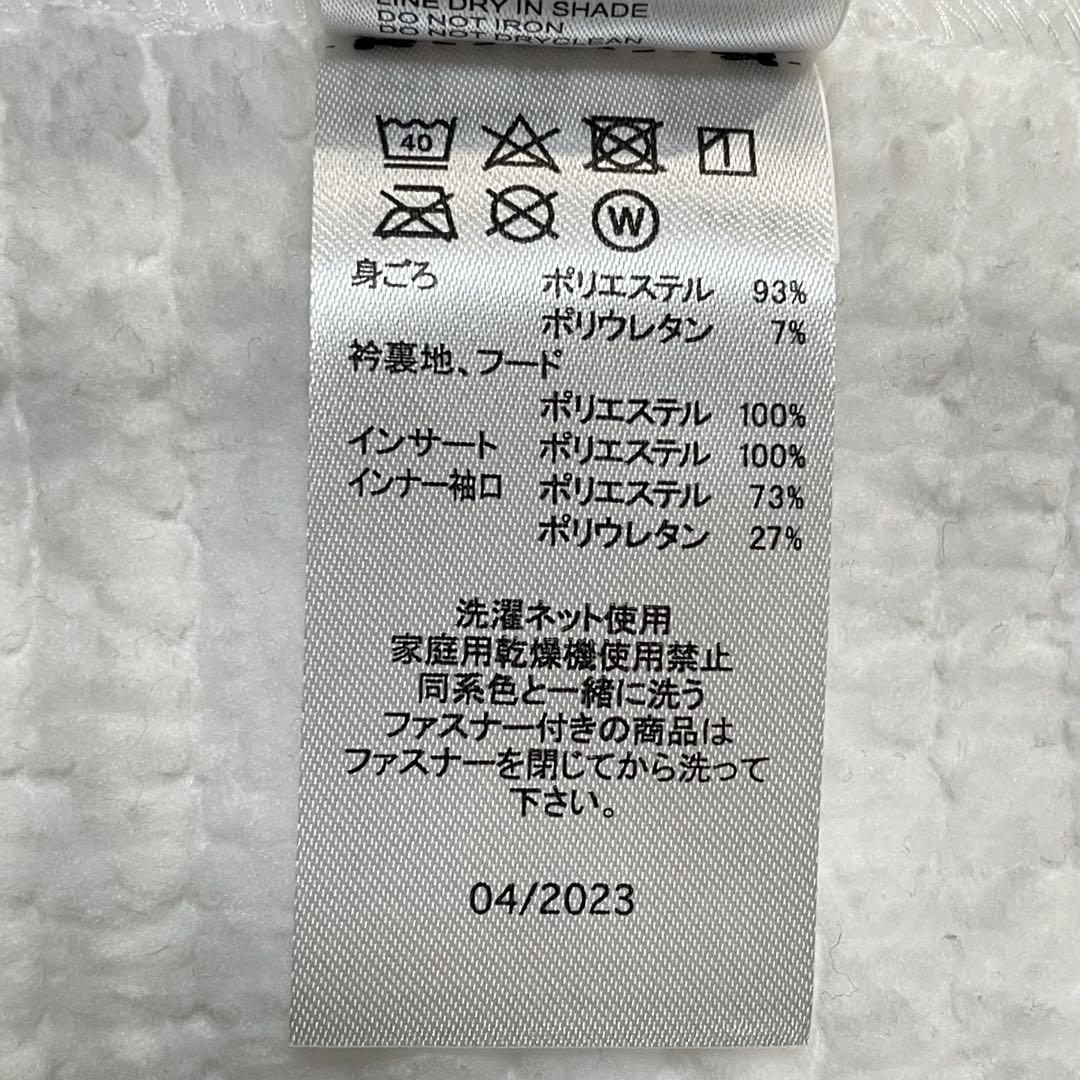 LINE DRY IN SHADE
DO NOT IRON
DO NOT DRYCLEAN
40
W
身ごろ ポリエステル 93%
ポリウレタン 7%
衿裏地、フード
ポリエステル 100%
インサート ポリエステル 100%
インナー袖口 ポリエステル 73%
ポリウレタン 27%
洗濯ネット使用
家庭用乾燥機使用禁止
同系色と一緒に洗う
ファスナー付きの商品は
ファスナーを閉じてから洗って
下さい。
04/2023